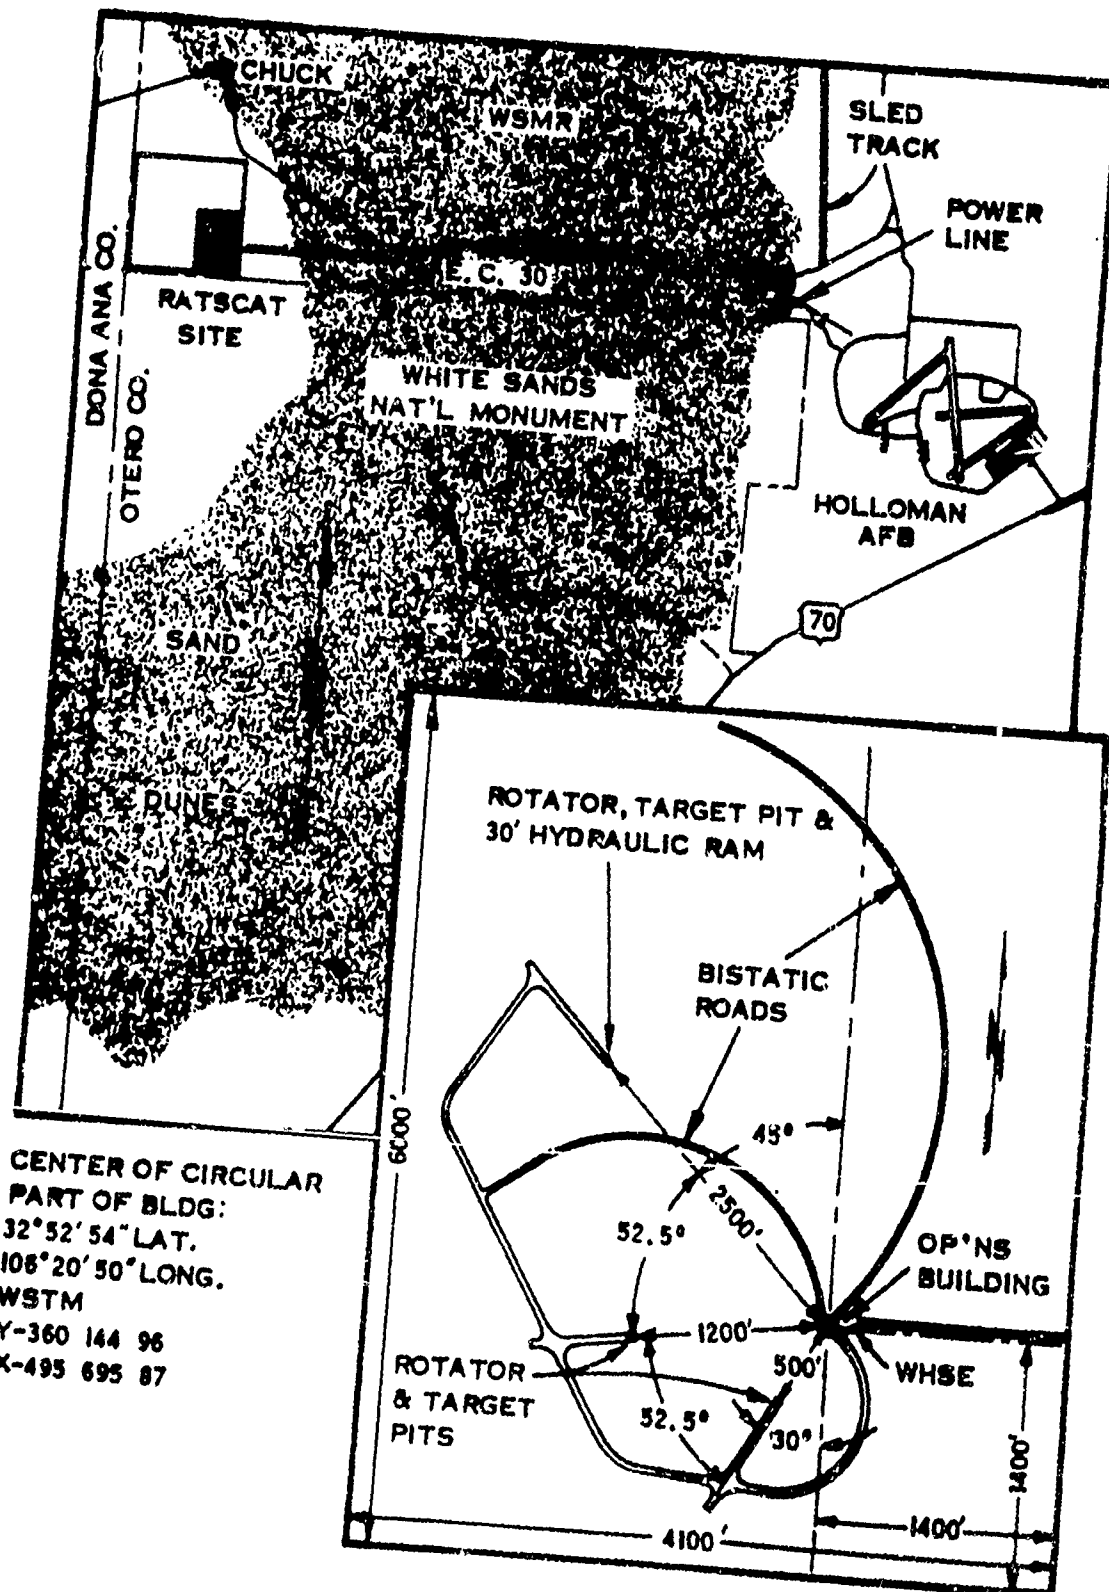 CHUCK
WSMR
SLED
TRACK
POWER
LINE
DONA ANA CO.
OTERO CO.
RATSCAT
SITE
E. C. 30
WHITE SANDS
NAT'L MONUMENT
HOLLOMAN
AFB
70
SAND
DUNES
ROTATOR, TARGET PIT &
30' HYDRAULIC RAM
BISTATIC
ROADS
6000'
45°
2500'
52.5°
OP'NS
BUILDING
1200'
500'
WHSE
ROTATOR
& TARGET
PITS
52.5°
30°
1400'
1400'
4100'
CENTER OF CIRCULAR
PART OF BLDG:
32°52'54" LAT.
106°20'50" LONG.
WSTM
Y-360 144 96
X-495 695 87